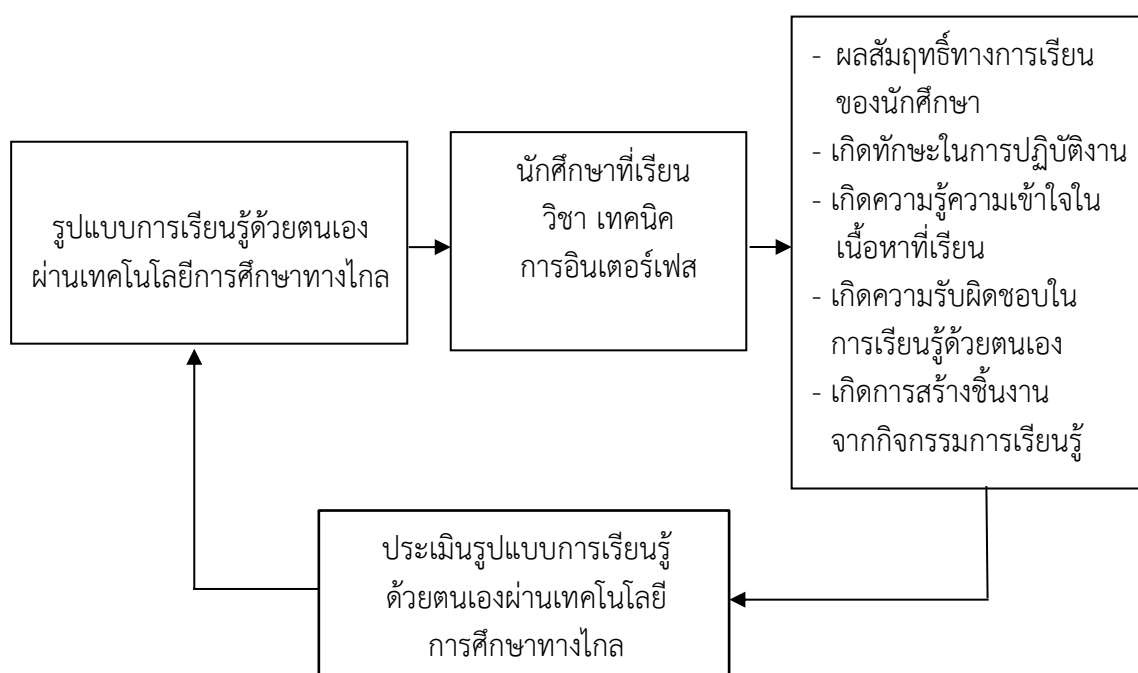 รูปแบบการเรียนรู้ด้วยตนเอง
ผ่านเทคโนโลยีการศึกษาทางไกล
นักศึกษาที่เรียน
วิชา เทคนิค
การอินเตอร์เฟส
- ผลสัมฤทธิ์ทางการเรียน
ของนักศึกษา
- เกิดทักษะในการปฏิบัติงาน
- เกิดความรู้ความเข้าใจใน
เนื้อหาที่เรียน
- เกิดความรับผิดชอบใน
การเรียนรู้ด้วยตนเอง
- เกิดการสร้างชิ้นงาน
จากกิจกรรมการเรียนรู้
ประเมินรูปแบบการเรียนรู้
ด้วยตนเองผ่านเทคโนโลยี
การศึกษาทางไกล